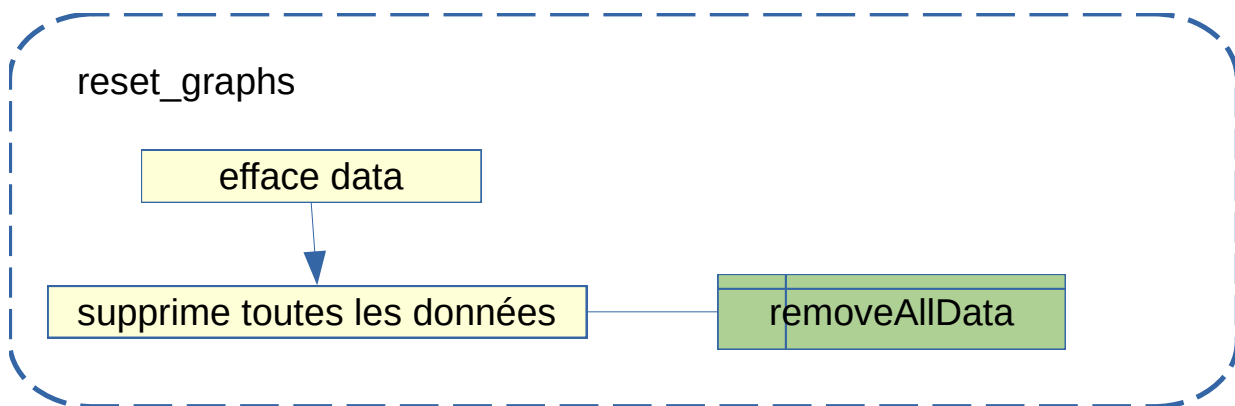 reset_graphs
efface data
supprime toutes les données
removeAllData